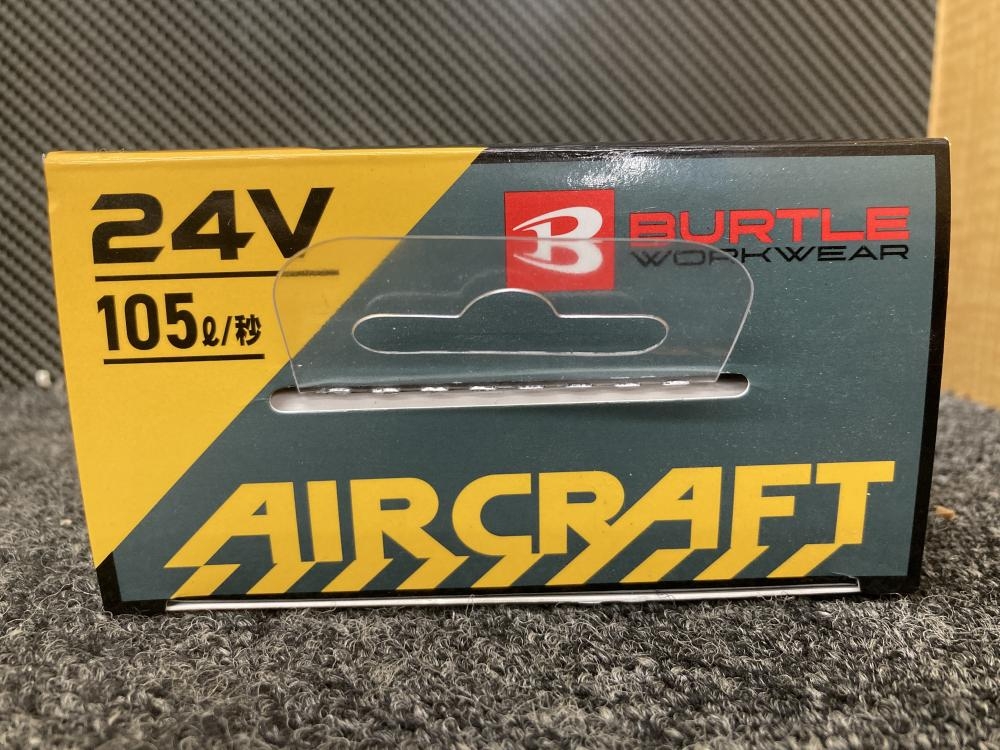 24V
105ℓ/秒
B
BURTLE
WORKWEAR
AIRCRAFT